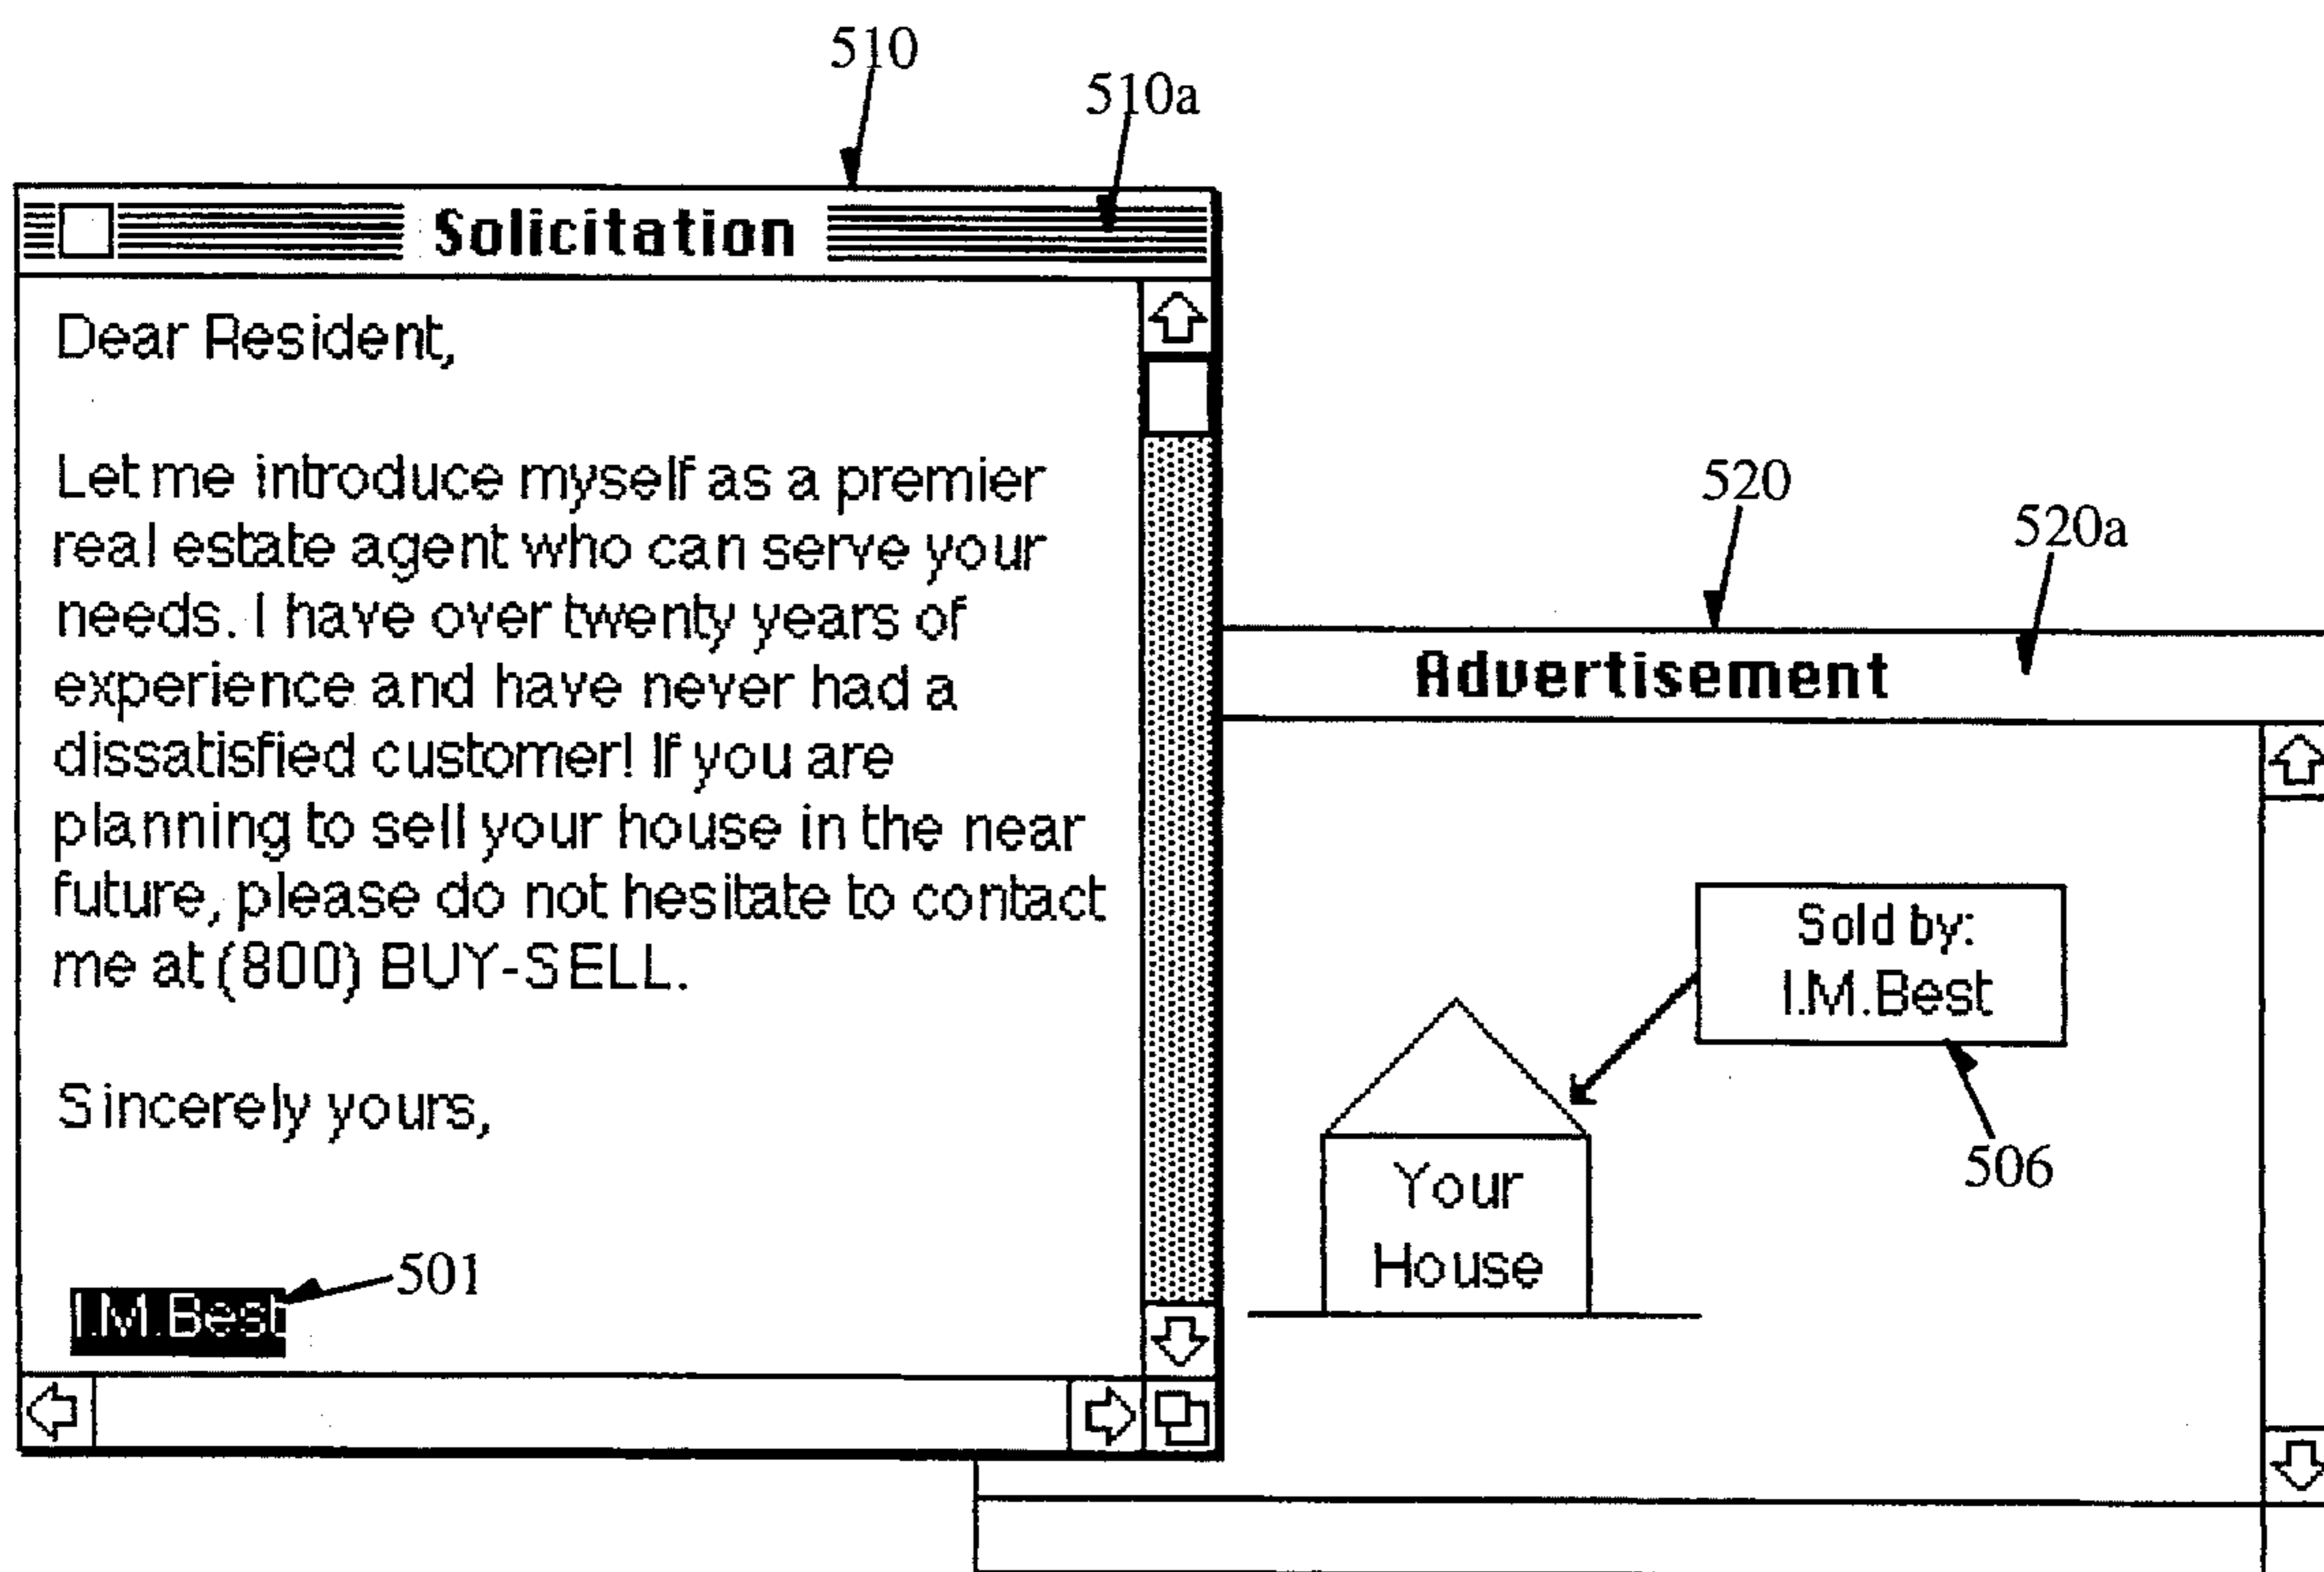 510
510a
Solicitation
Dear Resident,
Let me introduce myself as a premier
real estate agent who can serve your
needs. I have over twenty years of
experience and have never had a
dissatisfied customer! If you are
planning to sell your house in the near
future, please do not hesitate to contact
me at (800) BUY-SELL.
Sincerely yours,
501
I.M.Best
520
520a
Advertisement
Sold by:
I.M.Best
506
Your
House